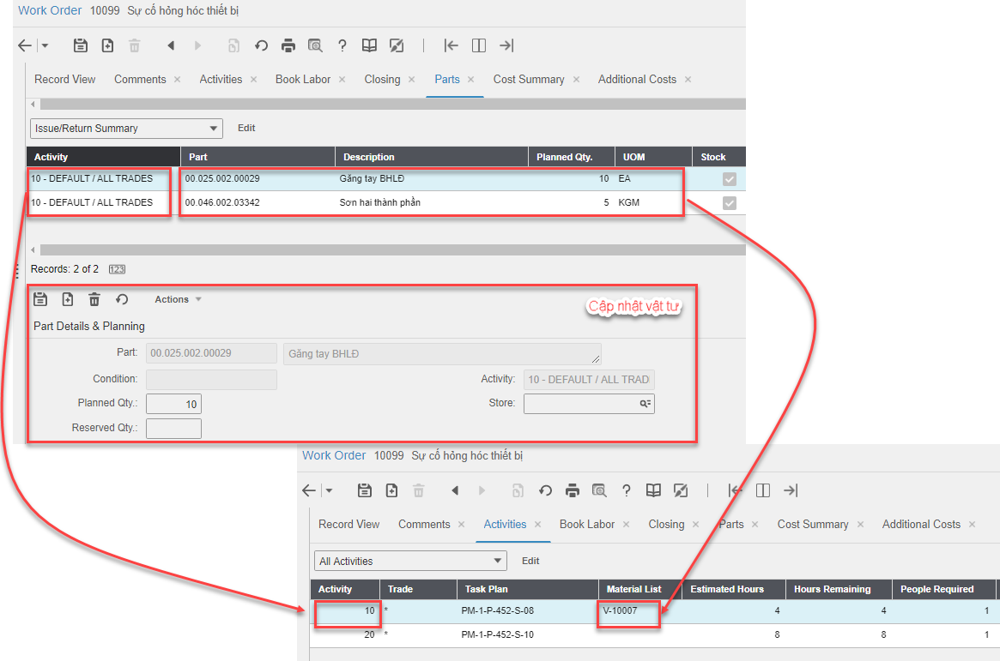 Work Order 10099 Sự cố hỏng hóc thiết bị
Record View Comments Activities Book Labor Closing Parts Cost Summary Additional Costs
Issue/Return Summary Edit
Activity Part Description Planned Qty. UOM Stock
10 - DEFAULT / ALL TRADES 00.025.002.00029 Găng tay BHLĐ 10 EA
10 - DEFAULT / ALL TRADES 00.046.002.03342 Sơn hai thành phần 5 KGM
Records: 2 of 2 123
Actions
Cập nhật vật tư
Part Details & Planning
Part: 00.025.002.00029 Găng tay BHLĐ
Condition: Activity: 10 - DEFAULT / ALL TRAD
Planned Qty.: 10 Store:
Reserved Qty.:
Work Order 10099 Sự cố hỏng hóc thiết bị
Record View Comments Activities Book Labor Closing Parts Cost Summary Additional Costs
All Activities Edit
Activity Trade Task Plan Material List Estimated Hours Hours Remaining People Required
10 * PM-1-P-452-S-08 V-10007 4 4 1
20 * PM-1-P-452-S-10 8 8 1